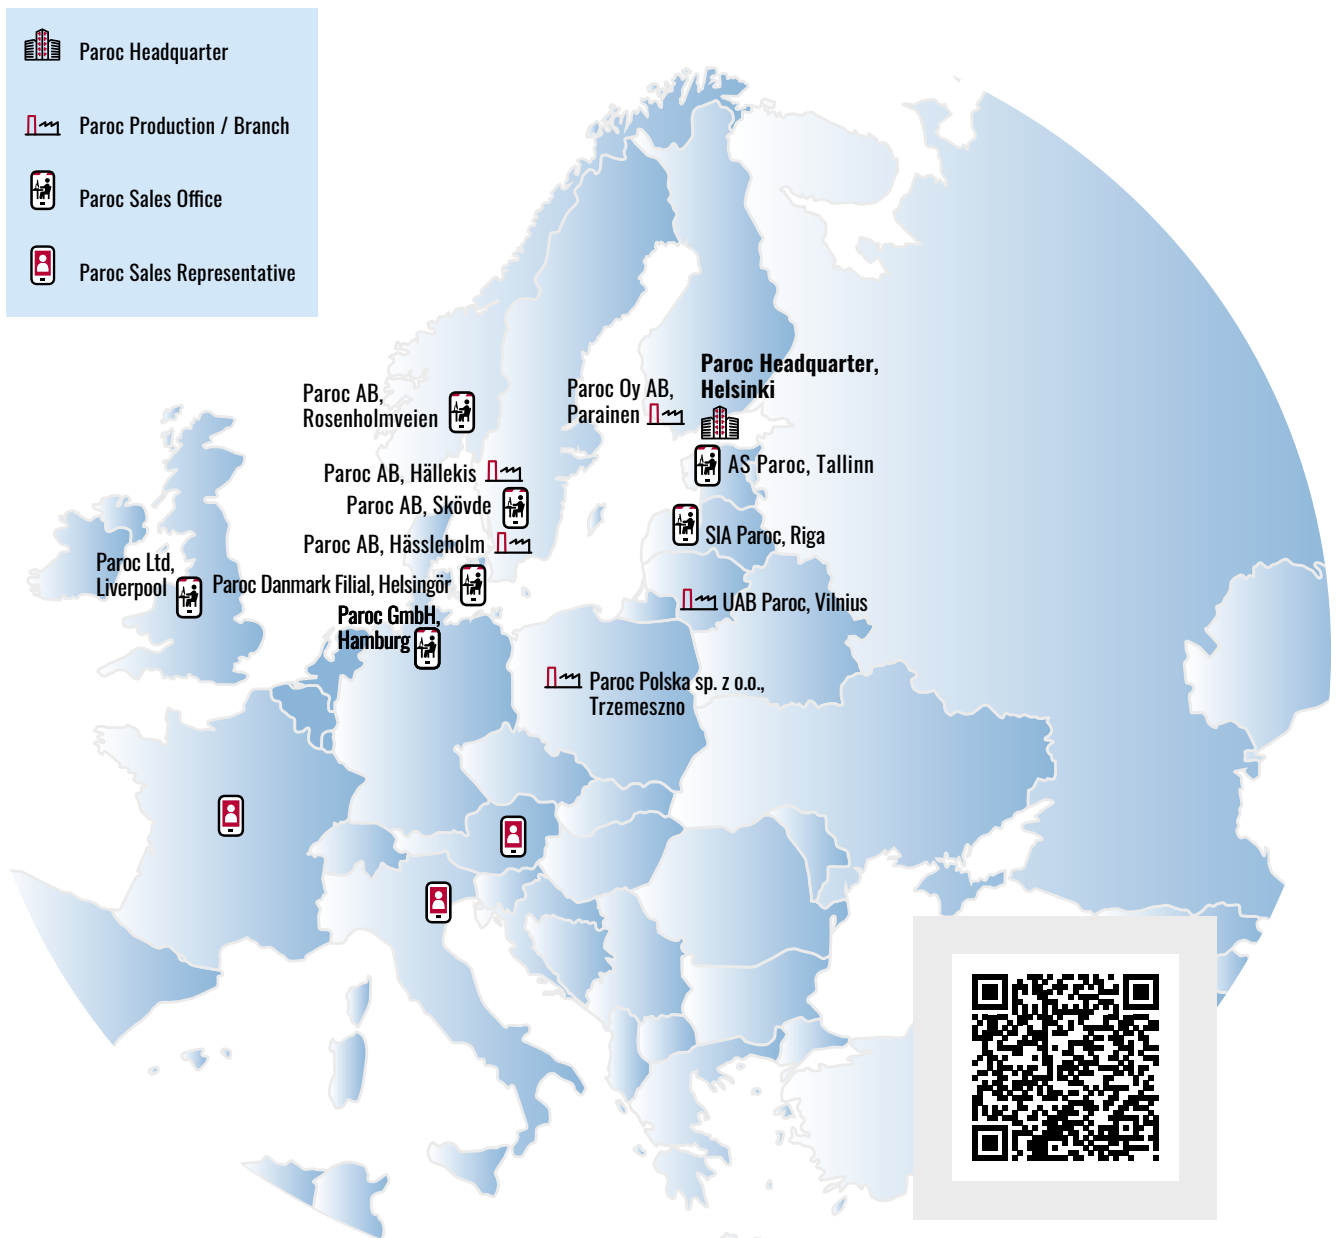 Paroc Headquarter
Paroc Production / Branch
Paroc Sales Office
Paroc Sales Representative
Paroc Headquarter,
Helsinki
Paroc Oy AB,
Parainen
Paroc AB,
Rosenholmveien
AS Paroc, Tallinn
Paroc AB, Hällekis
Paroc AB, Skövde
SIA Paroc, Riga
Paroc AB, Hässleholm
Paroc Ltd,
Liverpool
Paroc Danmark Filial, Helsingör
UAB Paroc, Vilnius
Paroc GmbH,
Hamburg
Paroc Polska sp. z o.o.,
Trzemeszno